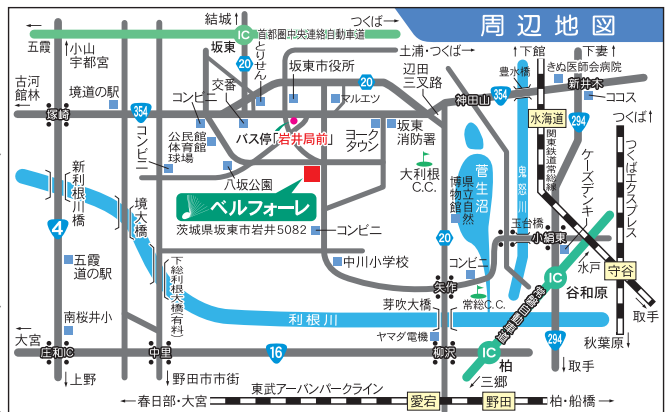 周辺地図
結城↑
つくば→
IC
首都圏中央連絡自動車道
坂東
五霞
↑小山
宇都宮
とりせん
土浦・つくば→
↑下館
下妻↑
20
交番
坂東市役所
20
辺田
三叉路
豊水橋
きぬ医師会病院
古河
館林
境道の駅
コンビニ
マルエツ
神田山
354
新井木
ココス
354
塚崎
バス停「岩井局前」
ヨーク
タウン
坂東
消防署
水海道
294
つくば↑
コンビニ
公民館
体育館
球場
関東鉄道常総線
ケーズデンキ
つくばエクスプレス
新利根川橋
八坂公園
大利根
C.C.
菅生沼
鬼怒川
境大橋
ベルフォーレ
県立自然
博物館
茨城県坂東市岩井5082
コンビニ
玉台橋
4
20
小絹東
五霞
道の駅
下総利根大橋(有料)
中川小学校
コンビニ
水戸
守谷
矢作
IC
谷和原
南桜井小
芽吹大橋
常総C.C.
常磐自動車道
取手
利根川
大宮
ヤマダ電機
294
秋葉原↓
庄和IC
中里
16
柳沢
IC
柏
↓取手
↓上野
↓野田市市街
↓三郷
東武アーバンパークライン
←春日部・大宮
愛宕
野田
柏・船橋→